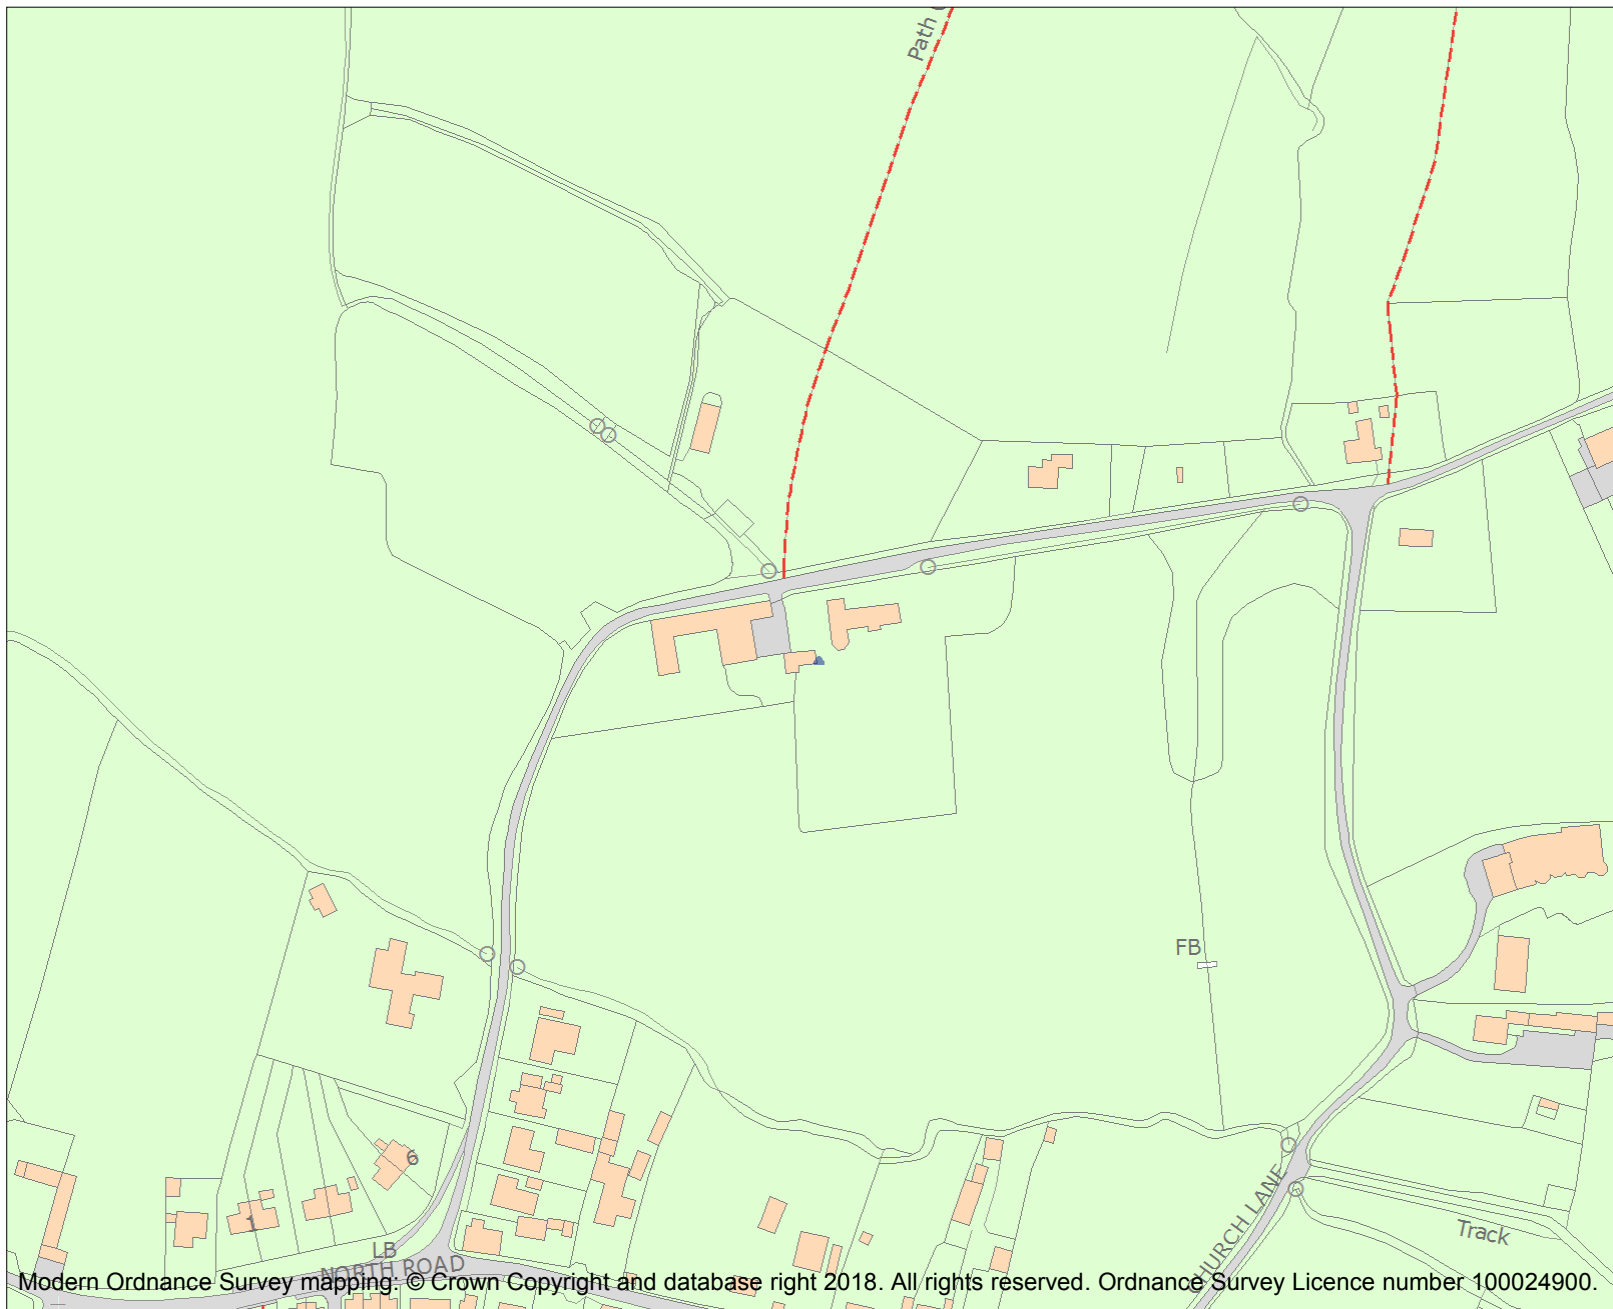 Path
FB
6
1
CHURCH LANE
Track
LB
NORTH ROAD
Modern Ordnance Survey mapping: © Crown Copyright and database right 2018. All rights reserved. Ordnance Survey Licence number 100024900.